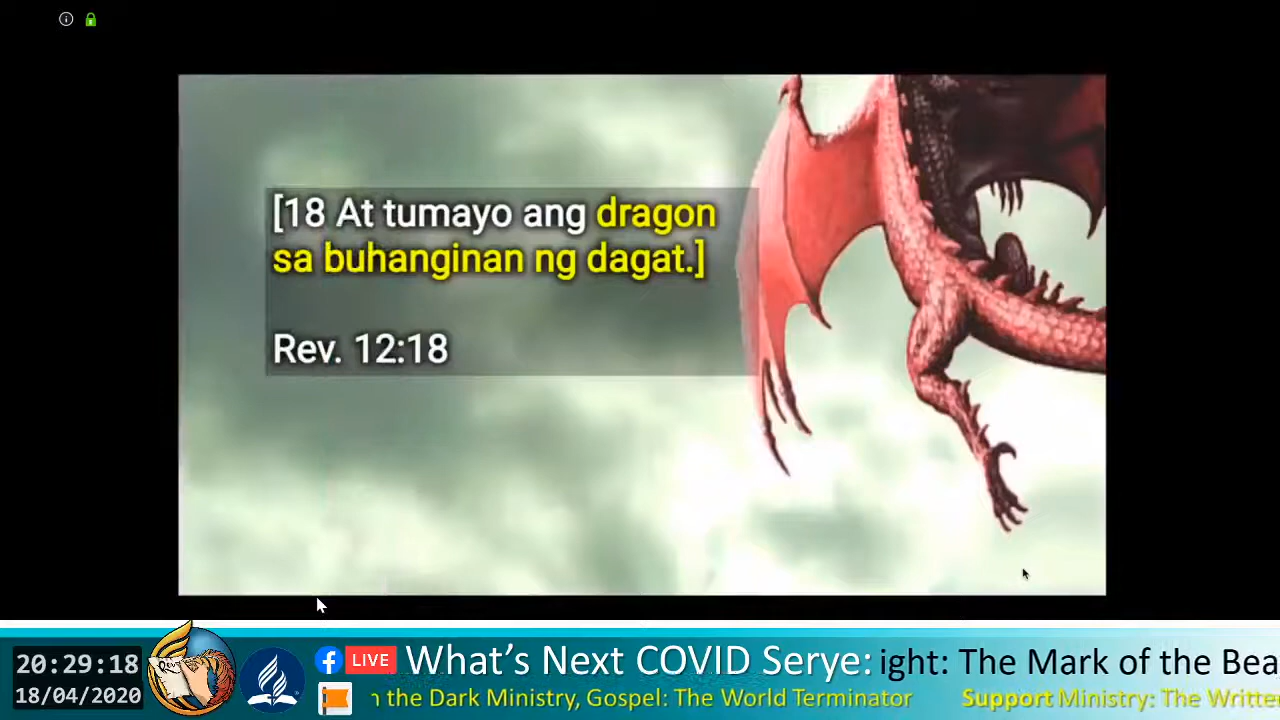 [18 At tumayo ang dragon
sa buhanginan ng dagat.]
Rev. 12:18
20:29:18
18/04/2020
LIVE
What's Next COVID Serye: ight: The Mark of the Bea
n the Dark Ministry, Gospel: The World Terminator Support Ministry: The Writte